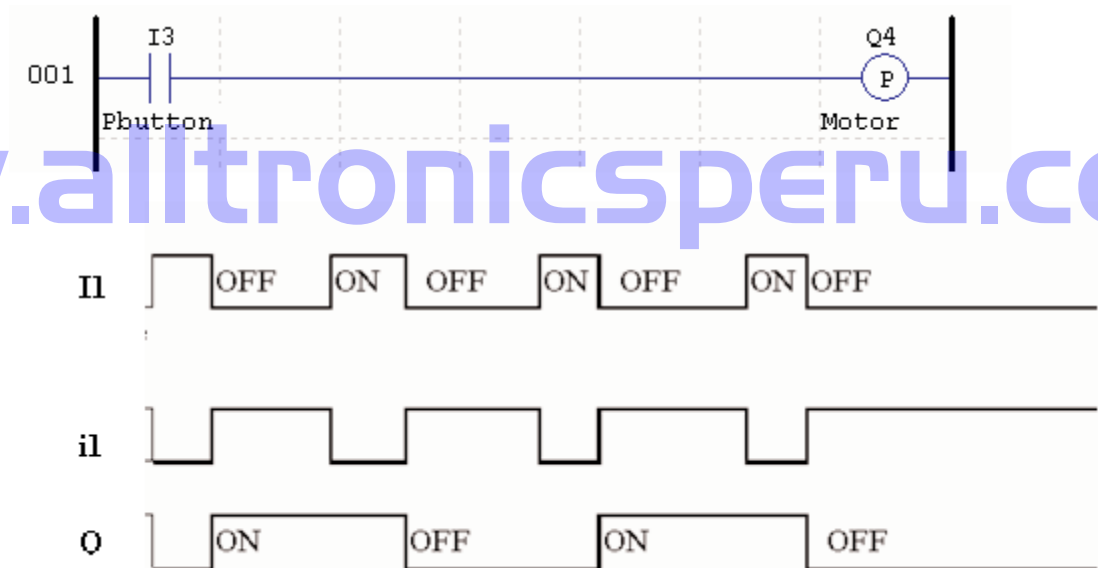 I3 Q4
001 P
Pbutton Motor
.alltronicsperu.co
I1 OFF ON OFF ON OFF ON OFF
i1
Q ON OFF ON OFF